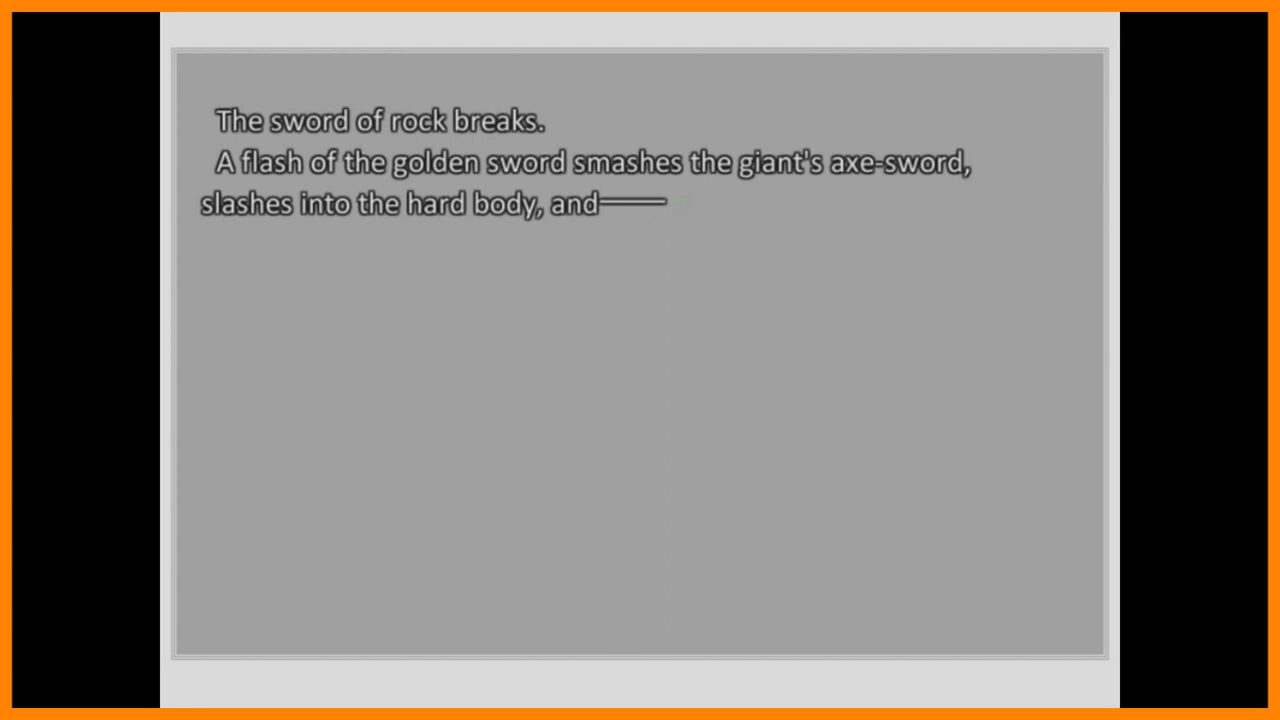 The sword of rock breaks.
A flash of the golden sword smashes the giant's axe-sword,
slashes into the hard body, and───